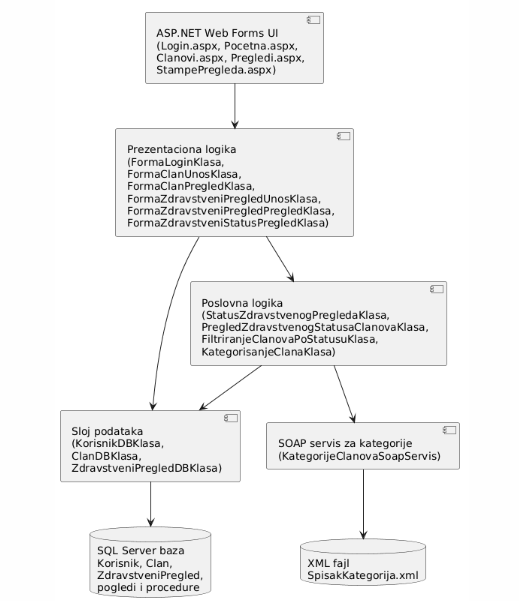 ASP.NET Web Forms UI
(Login.aspx, Pocetna.aspx,
Clanovi.aspx, Pregledi.aspx,
StampePregleda.aspx)
Prezentaciona logika
(FormaLoginKlasa,
FormaClanUnosKlasa,
FormaClanPregledKlasa,
FormaZdravstveniPregledUnosKlasa,
FormaZdravstveniPregledPregledKlasa,
FormaZdravstveniStatusPregledKlasa)
Poslovna logika
(StatusZdravstvenogPregledaKlasa,
PregledZdravstvenogStatusaClanovaKlasa,
FiltriranjeClanovaPoStatusuKlasa,
KategorisanjeClanaKlasa)
Sloj podataka
(KorisnikDBKlasa,
ClanDBKlasa,
ZdravstveniPregledDBKlasa)
SOAP servis za kategorije
(KategorijeClanovaSoapServis)
SQL Server baza
Korisnik, Clan,
ZdravstveniPregled,
pogledi i procedure
XML fajl
SpisakKategorija.xml